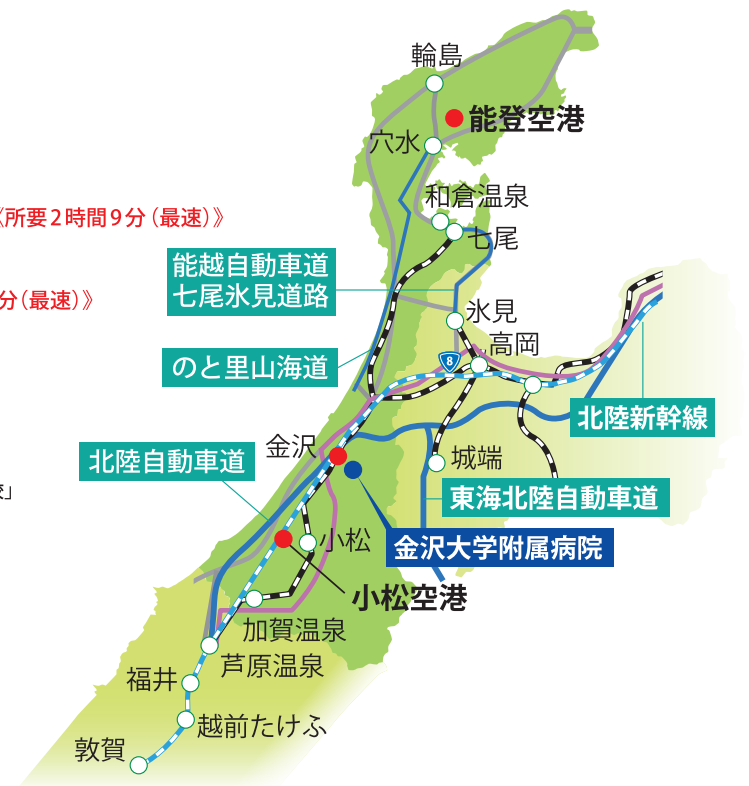 輪島
能登空港
穴水
和倉温泉
《所要2時間9分（最速）》
七尾
能越自動車道
七尾氷見道路
分（最速）》
氷見
高岡
8
のと里山海道
北陸新幹線
金沢
城端
北陸自動車道
」
東海北陸自動車道
小松
金沢大学附属病院
小松空港
加賀温泉
芦原温泉
福井
越前たけふ
敦賀